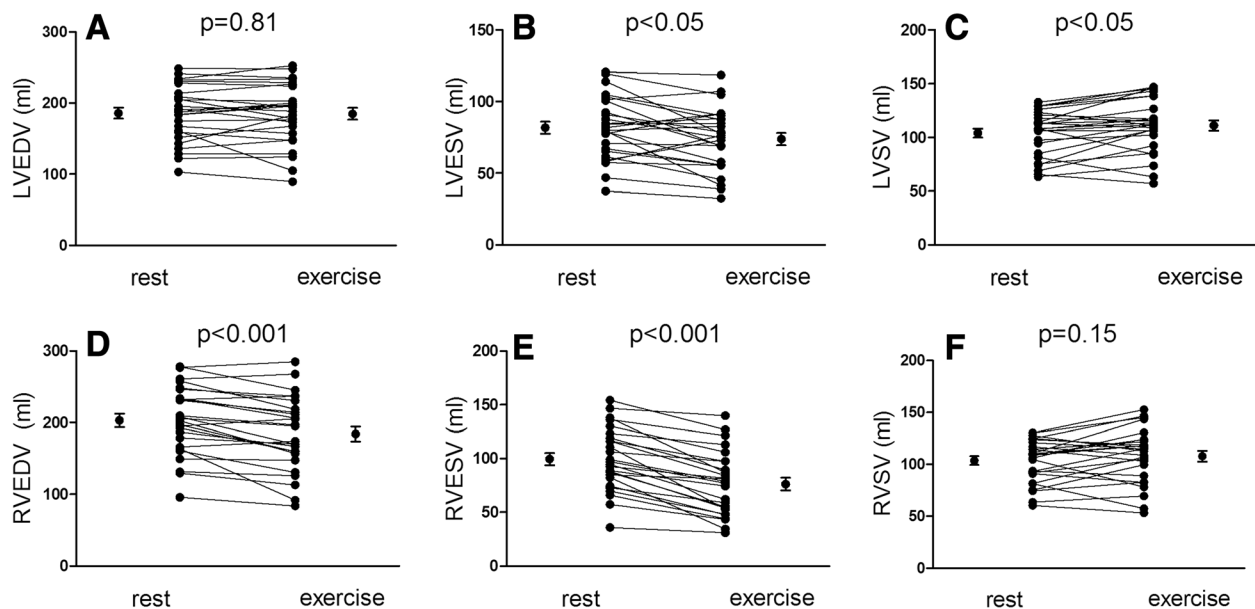 A
p=0.81
LVEDV (ml)
300
200
100
0
rest
exercise
B
p<0.05
LVESV (ml)
150
100
50
0
rest
exercise
C
p<0.05
LVSV (ml)
200
150
100
50
0
rest
exercise
D
p<0.001
RVEDV (ml)
300
200
100
0
rest
exercise
E
p<0.001
RVESV (ml)
200
150
100
50
0
rest
exercise
F
p=0.15
RVSV (ml)
200
150
100
50
0
rest
exercise